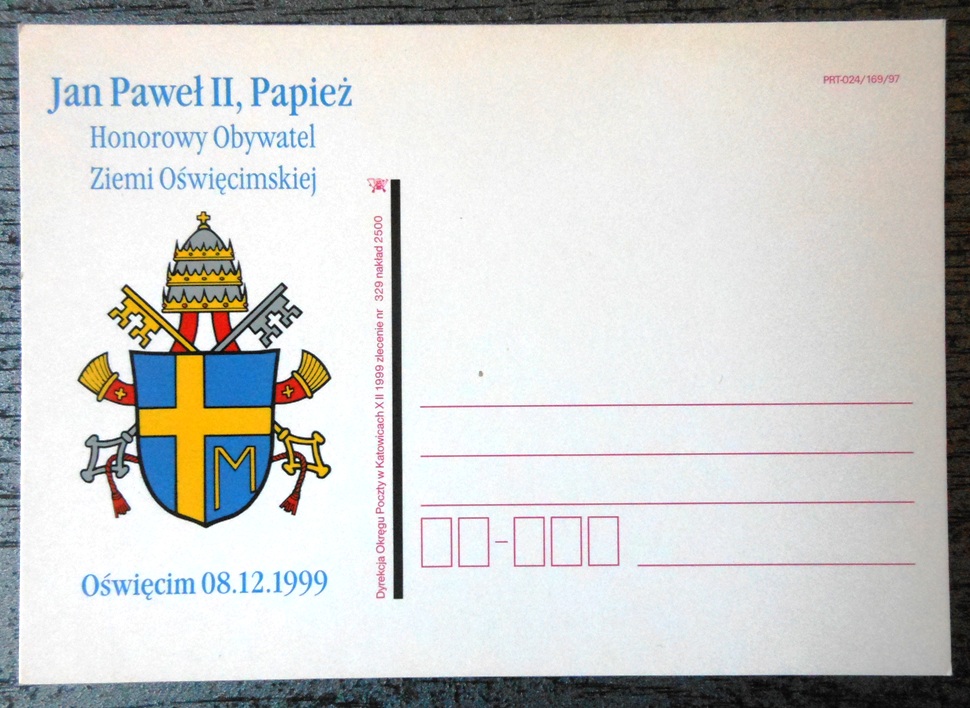 Jan Paweł II, Papież
Honorowy Obywatel
Ziemi Oświęcimskiej
M
Oświęcim 08.12.1999
Dyrekcja Okręgu Poczty w Katowicach X II 1999 zlecenie nr 329 nakład 2500
PRT-024/169/97